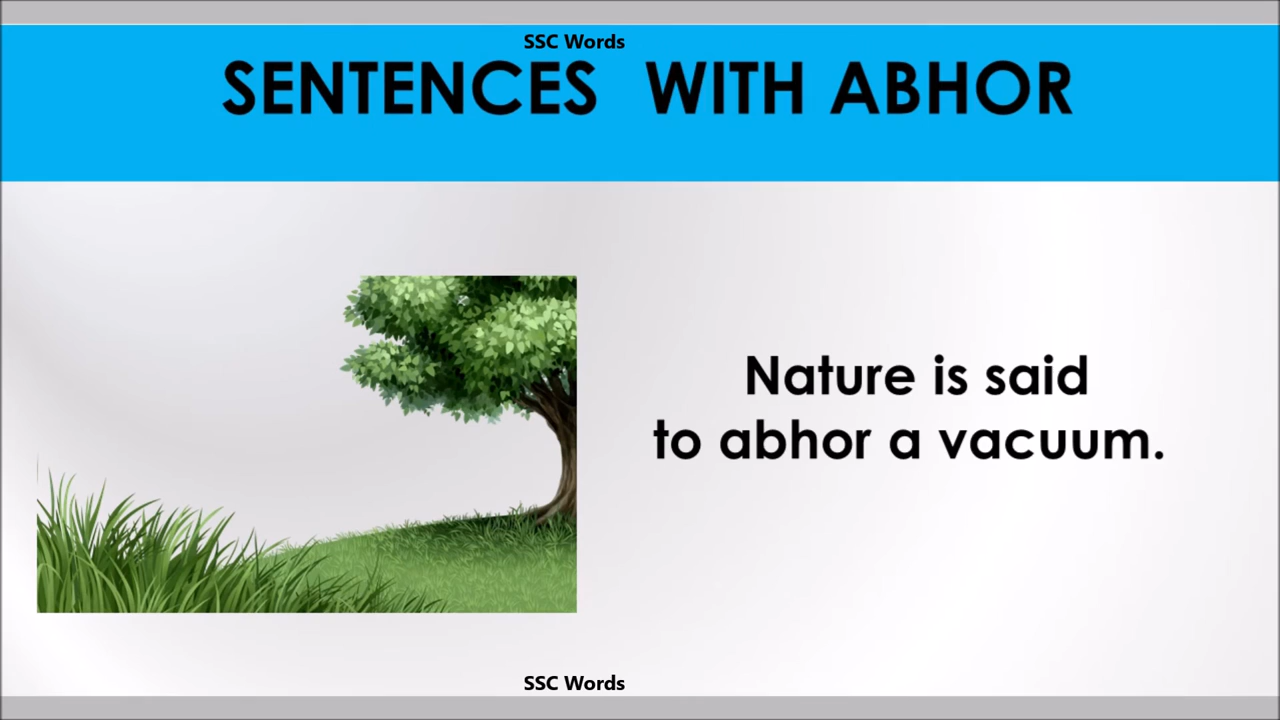 SSC Words
SENTENCES WITH ABHOR
Nature is said
to abhor a vacuum.
SSC Words